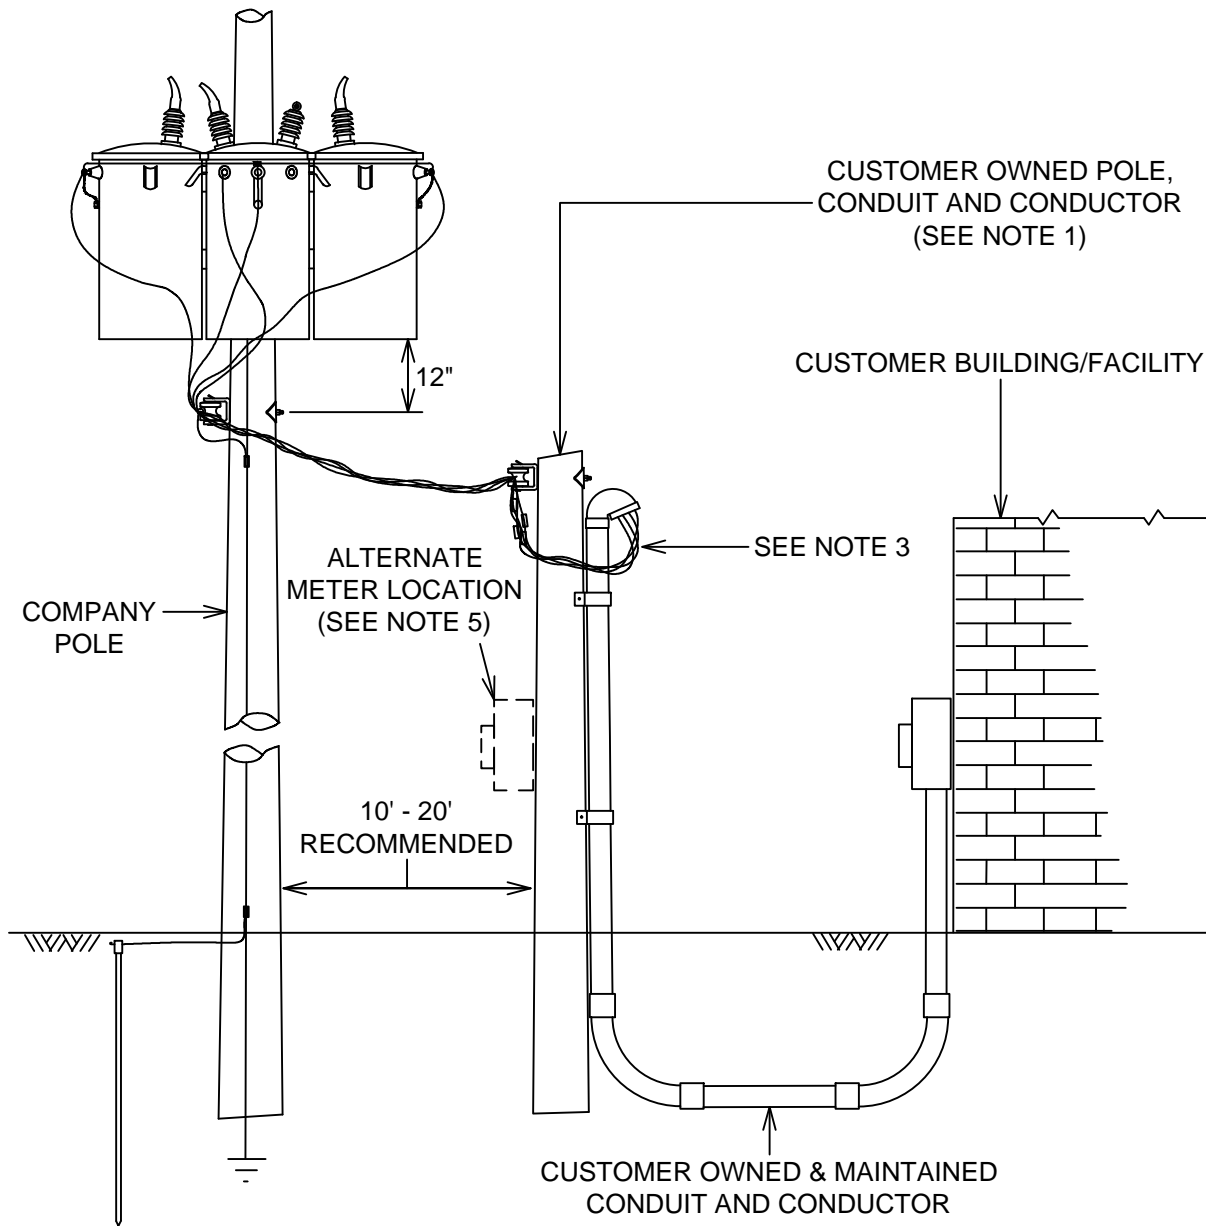 CUSTOMER OWNED POLE,
CONDUIT AND CONDUCTOR
(SEE NOTE 1)
CUSTOMER BUILDING/FACILITY
12"
SEE NOTE 3
ALTERNATE
METER LOCATION
(SEE NOTE 5)
COMPANY
POLE
10' - 20'
RECOMMENDED
CUSTOMER OWNED & MAINTAINED
CONDUIT AND CONDUCTOR